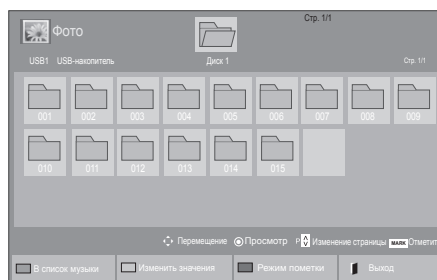 Стр. 1/1
Фото
USB1 USB-накопитель Диск 1 Стр. 1/1
001 002 003 004 005 006 007 008 009
010 011 012 013 014 015
Перемещение Просмотр P Изменение страницы MARK Отметит
В список музыки Изменить значения Режим пометки Выход